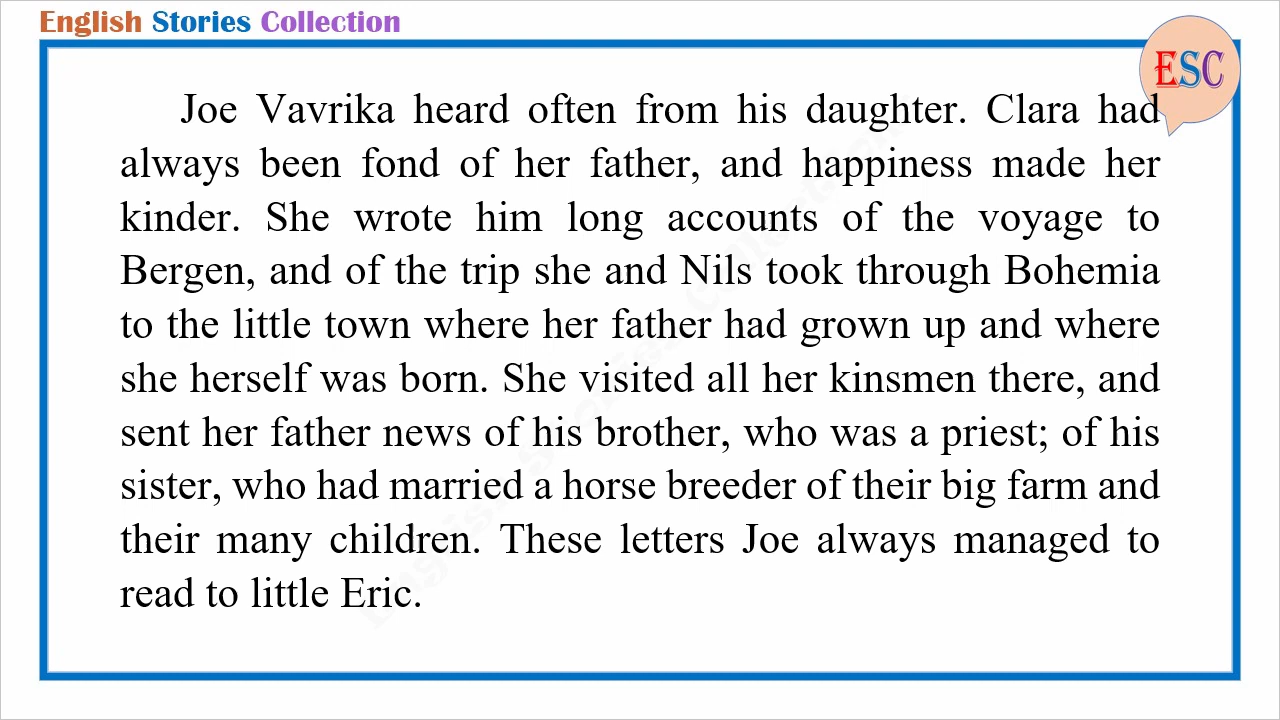 English Stories Collection
ESC
Joe Vavrika heard often from his daughter. Clara had
always been fond of her father, and happiness made her
kinder. She wrote him long accounts of the voyage to
Bergen, and of the trip she and Nils took through Bohemia
to the little town where her father had grown up and where
she herself was born. She visited all her kinsmen there, and
sent her father news of his brother, who was a priest; of his
sister, who had married a horse breeder of their big farm and
their many children. These letters Joe always managed to
read to little Eric.
English Stories Collection